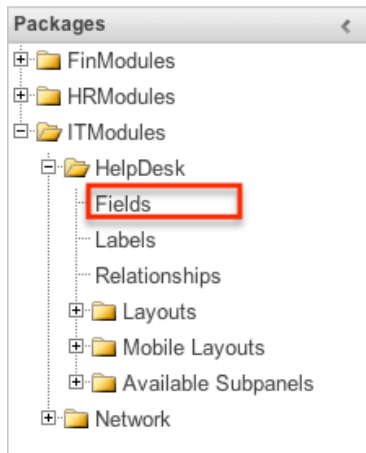 Packages
FinModules
HRModules
ITModules
HelpDesk
Fields
Labels
Relationships
Layouts
Mobile Layouts
Available Subpanels
Network